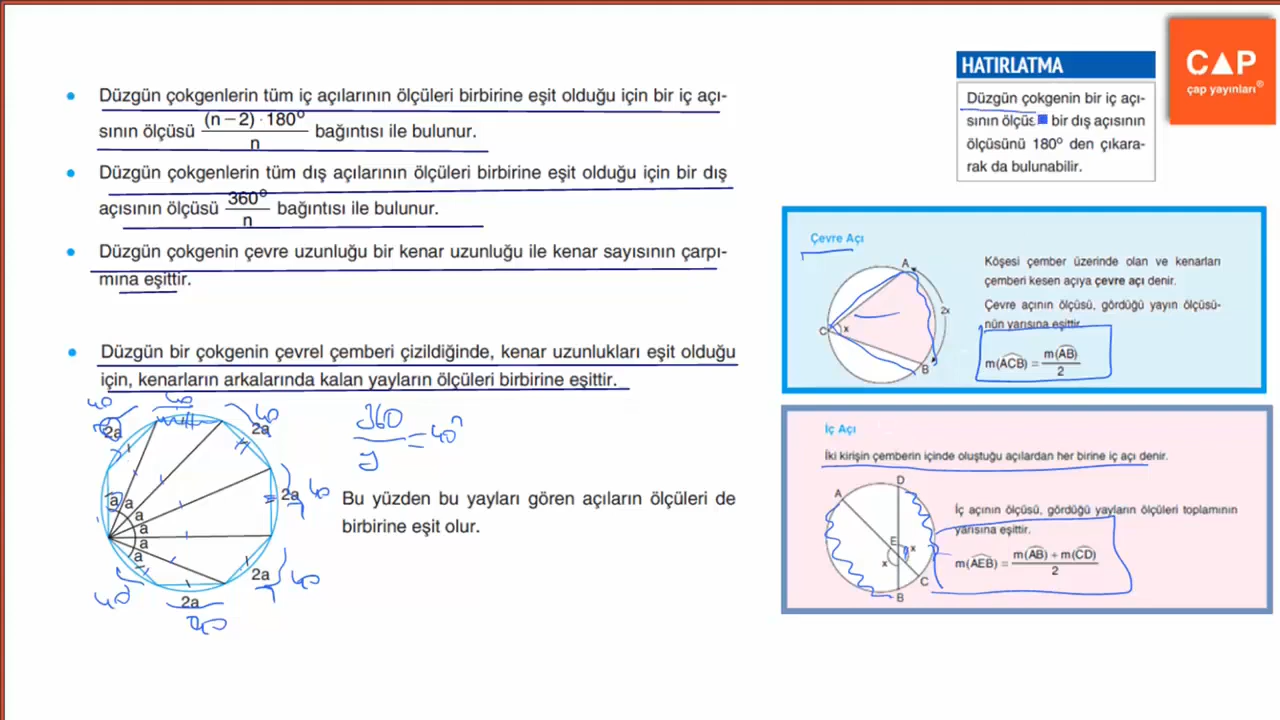 • Düzgün çokgenlerin tüm iç açılarının ölçüleri birbirine eşit olduğu için bir iç açı-
sının ölçüsü (n − 2) · 180° / n bağıntısı ile bulunur.
• Düzgün çokgenlerin tüm dış açılarının ölçüleri birbirine eşit olduğu için bir dış
açısının ölçüsü 360° / n bağıntısı ile bulunur.
• Düzgün çokgenin çevre uzunluğu bir kenar uzunluğu ile kenar sayısının çarpı-
mına eşittir.
• Düzgün bir çokgenin çevrel çemberi çizildiğinde, kenar uzunlukları eşit olduğu
için, kenarların arkalarında kalan yayların ölçüleri birbirine eşittir.
40 40 40
2a 2a
a a a a a a
2a 40
2a 40
40 2a
40
360 / 9 = 40°
Bu yüzden bu yayları gören açıların ölçüleri de
birbirine eşit olur.
HATIRLATMA
Düzgün çokgenin bir iç açı-
sının ölçüs bir dış açısının
ölçüsünü 180° den çıkara-
rak da bulunabilir.
ÇAP
çap yayınları®
Çevre Açı
A
C x 2x
B
Köşesi çember üzerinde olan ve kenarları
çemberi kesen açıya çevre açı denir.
Çevre açının ölçüsü, gördüğü yayın ölçüsü-
nün yarısına eşittir.
m(ACB) = m(AB) / 2
İç Açı
İki kirişin çemberin içinde oluştuğu açılardan her birine iç açı denir.
D
A
E x
x
C
B
İç açının ölçüsü, gördüğü yayların ölçüleri toplamının
yarısına eşittir.
m(AEB) = m(AB) + m(CD) / 2